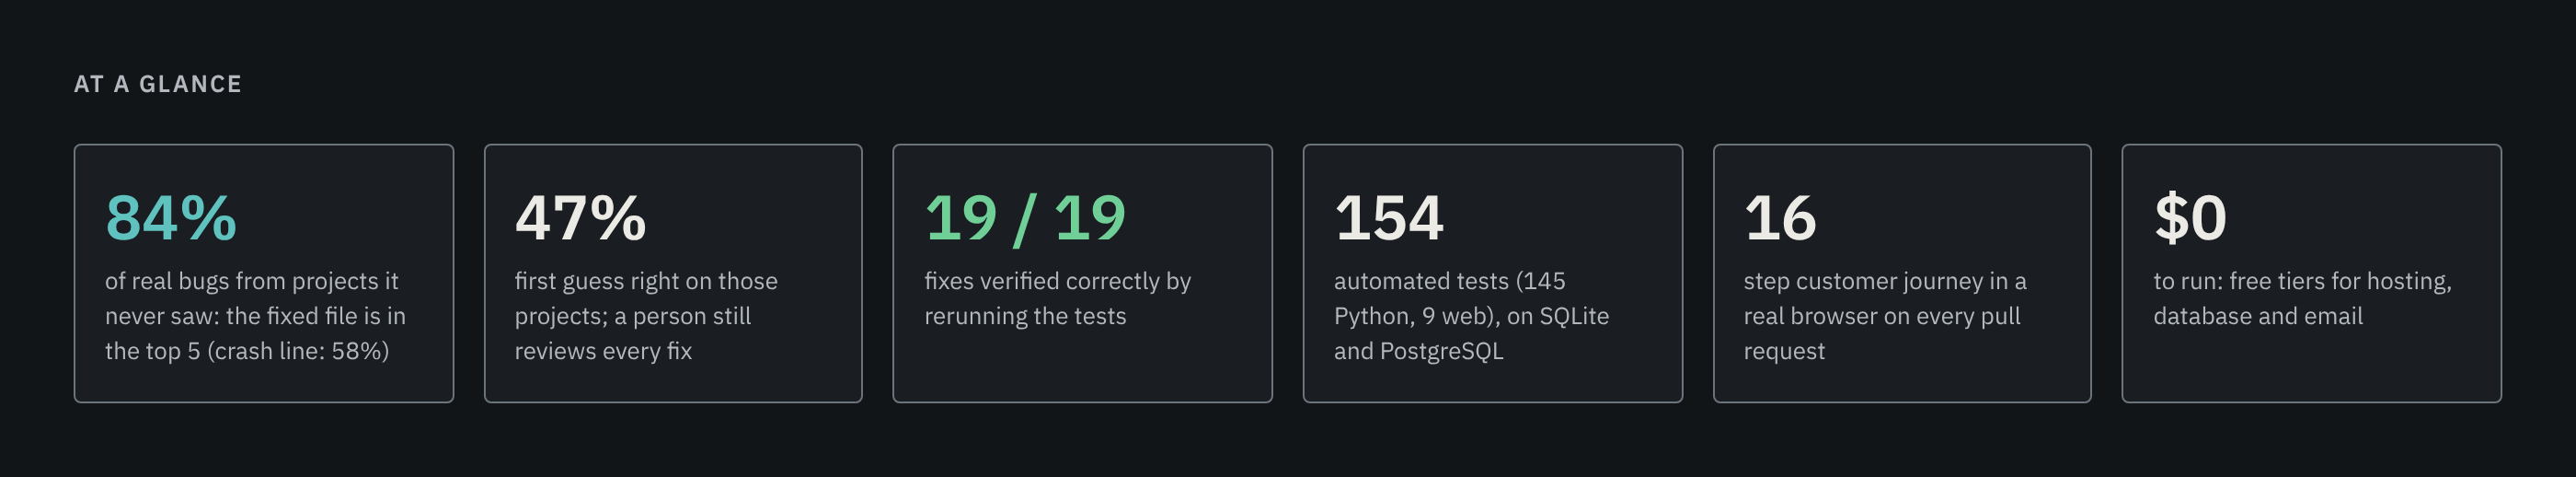 AT A GLANCE
84%
of real bugs from projects it
never saw: the fixed file is in
the top 5 (crash line: 58%)
47%
first guess right on those
projects; a person still
reviews every fix
19 / 19
fixes verified correctly by
rerunning the tests
154
automated tests (145
Python, 9 web), on SQLite
and PostgreSQL
16
step customer journey in a
real browser on every pull
request
$0
to run: free tiers for hosting,
database and email